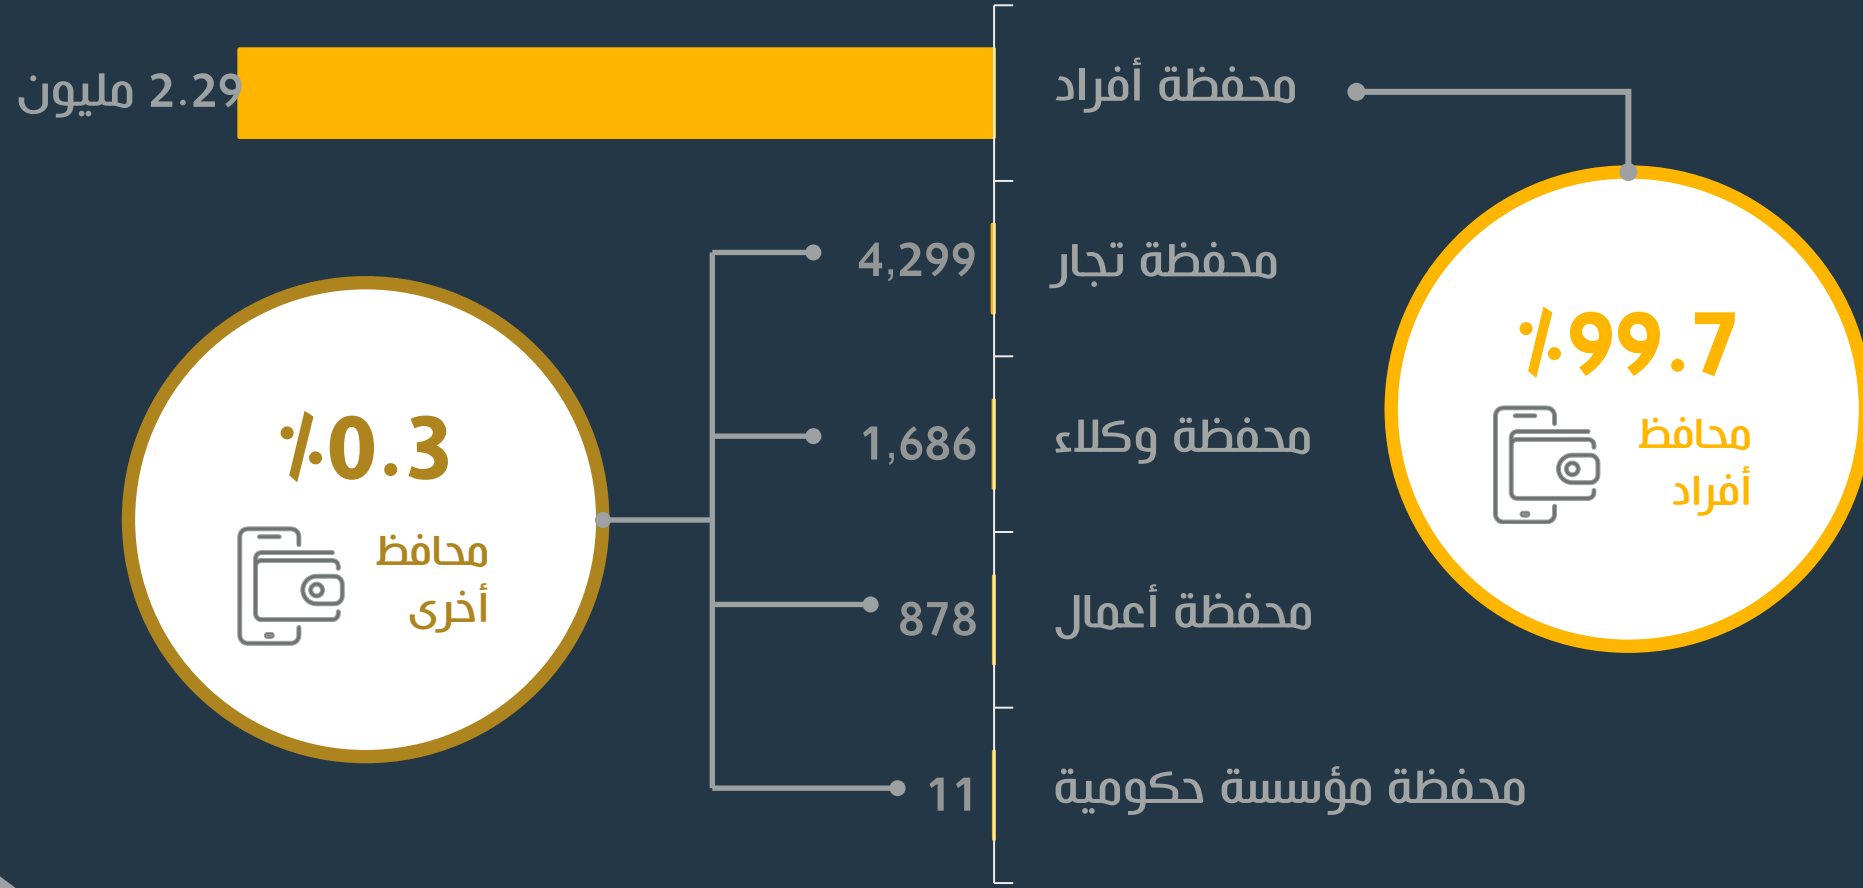 محفظة أفراد
2.29 مليون
محفظة تجار
4,299
محفظة وكلاء
1,686
محفظة أعمال
878
محفظة مؤسسة حكومية
11
٪99.7
محافظ
أفراد
٪0.3
محافظ
أخرى